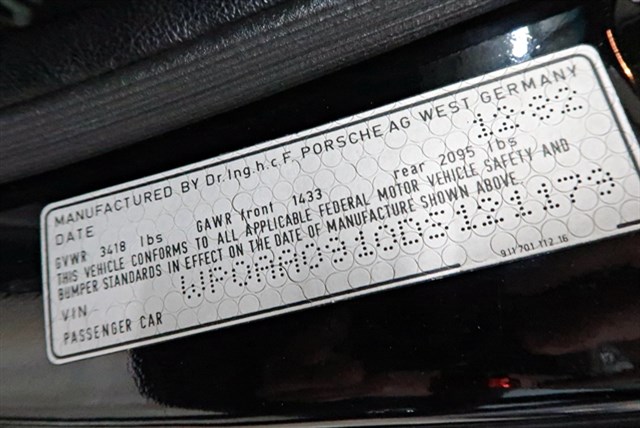 MANUFACTURED BY Dr.Ing.h.c.F. PORSCHE AG WEST GERMANY
DATE 12 82
GVWR 3418 lbs GAWR front 1433 rear 2095 lbs
THIS VEHICLE CONFORMS TO ALL APPLICABLE FEDERAL MOTOR VEHICLE SAFETY AND
BUMPER STANDARDS IN EFFECT ON THE DATE OF MANUFACTURE SHOWN ABOVE.
VIN
PASSENGER CAR
911.701.112.16